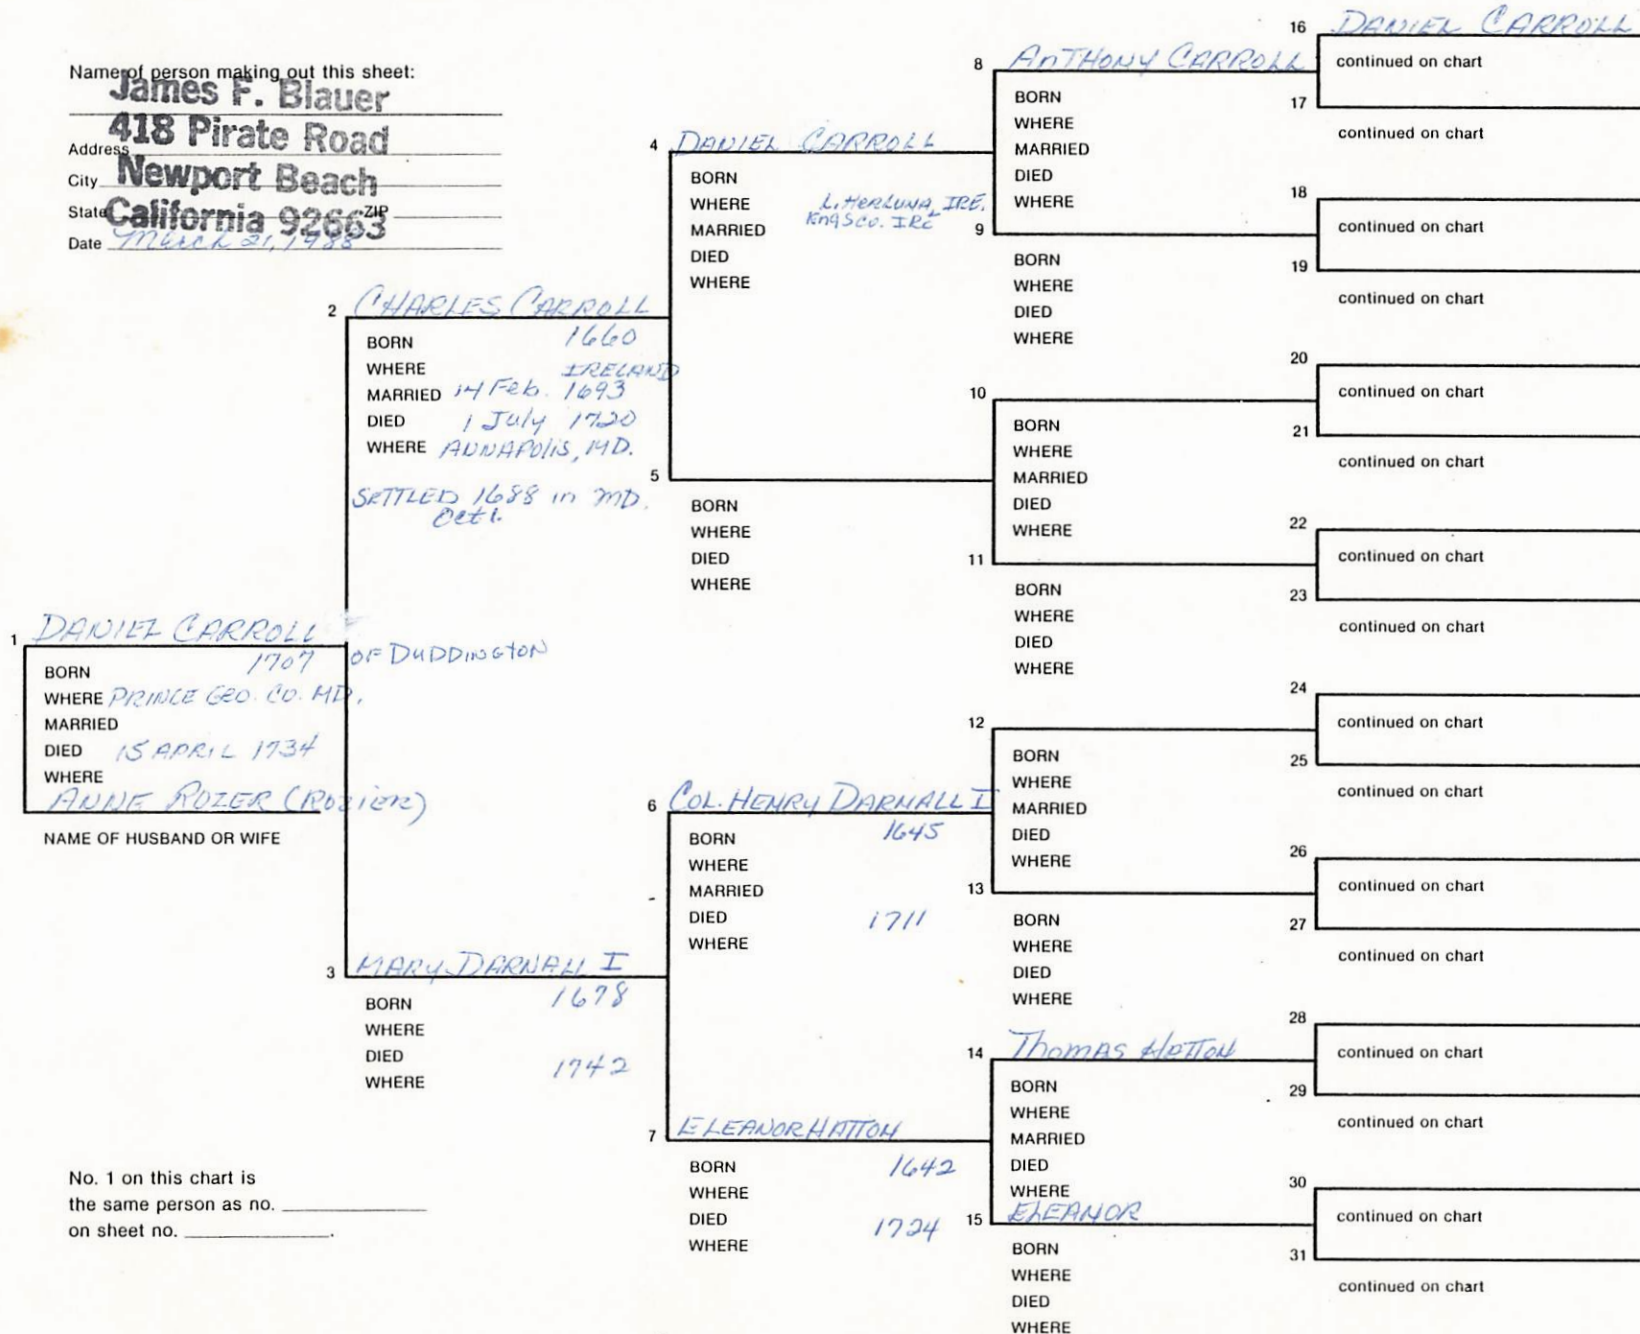 Name of person making out this sheet:
James F. Blauer
Address 418 Pirate Road
City Newport Beach
State California 92663 ZIP
Date March 21, 1988
1 DANIEL CARROLL OF DUDDINGTON
BORN 1707
WHERE PRINCE GEO. CO. MD.
MARRIED
DIED 15 APRIL 1734
WHERE
ANNE ROZER (ROZIER)
NAME OF HUSBAND OR WIFE
No. 1 on this chart is
the same person as no.
on sheet no. .
2 CHARLES CARROLL
BORN 1660
WHERE IRELAND
MARRIED 14 Feb. 1693
DIED 1 July 1720
WHERE ANNAPOLIS, MD.
SETTLED 1688 in MD.
Oct 1.
3 MARY DARNALL I
BORN 1678
WHERE
DIED
WHERE 1742
4 DANIEL CARROLL
BORN
WHERE IRE.
MARRIED IRE
DIED
WHERE
5
BORN
WHERE
DIED
WHERE
6 COL. HENRY DARNALL I
BORN 1645
WHERE
MARRIED
DIED 1711
WHERE
7 ELEANOR HATTON
BORN 1642
WHERE
DIED 1724
WHERE
8 ANTHONY CARROLL
BORN
WHERE
MARRIED
DIED
WHERE
9
BORN
WHERE
DIED
WHERE
10
BORN
WHERE
MARRIED
DIED
WHERE
11
BORN
WHERE
DIED
WHERE
12
BORN
WHERE
MARRIED
DIED
WHERE
13
BORN
WHERE
DIED
WHERE
14 Thomas HATTON
BORN
WHERE
MARRIED
DIED
WHERE
15 ELEANOR
BORN
WHERE
DIED
WHERE
16 DANIEL CARROLL
continued on chart
17
continued on chart
18
continued on chart
19
continued on chart
20
continued on chart
21
continued on chart
22
continued on chart
23
continued on chart
24
continued on chart
25
continued on chart
26
continued on chart
27
continued on chart
28
continued on chart
29
continued on chart
30
continued on chart
31
continued on chart